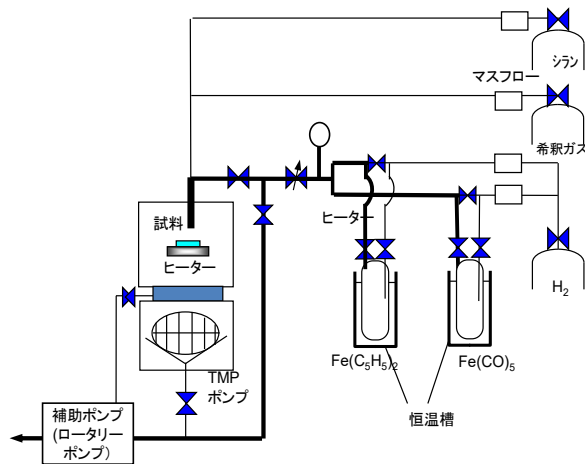 シラン
マスフロー
希釈ガス
試料
ヒーター
ヒーター
H2
Fe(C5H5)2
Fe(CO)5
TMP
ポンプ
恒温槽
補助ポンプ
(ロータリー
ポンプ)